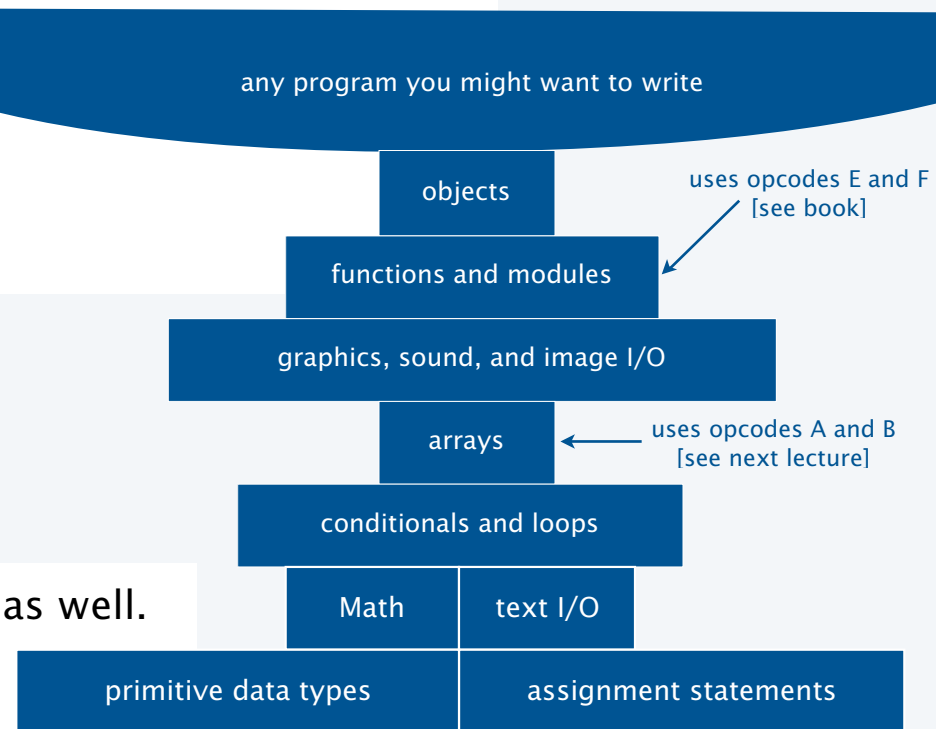 any program you might want to write
objects
uses opcodes E and F
[see book]
functions and modules
graphics, sound, and image I/O
arrays
uses opcodes A and B
[see next lecture]
conditionals and loops
as well.
Math
text I/O
primitive data types
assignment statements